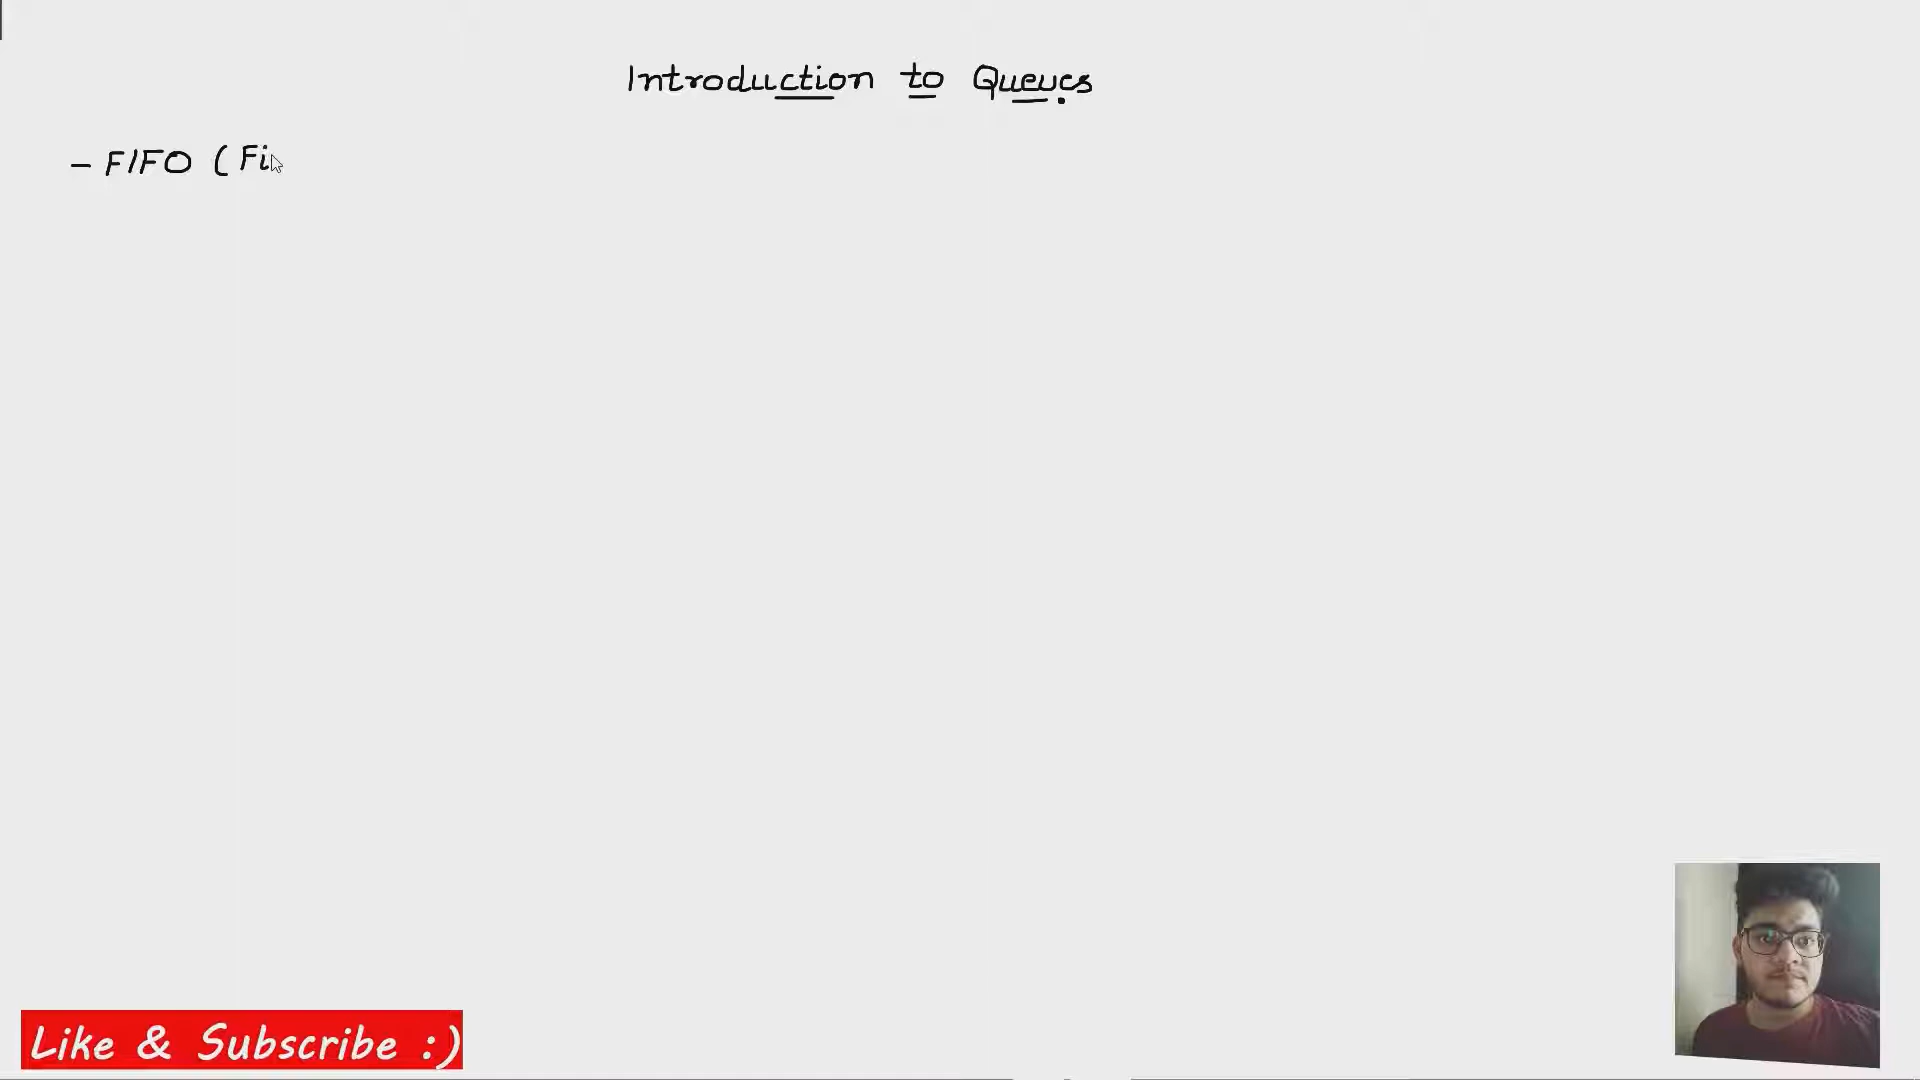 Introduction to Queues
- FIFO ( Fi
Like & Subscribe :)